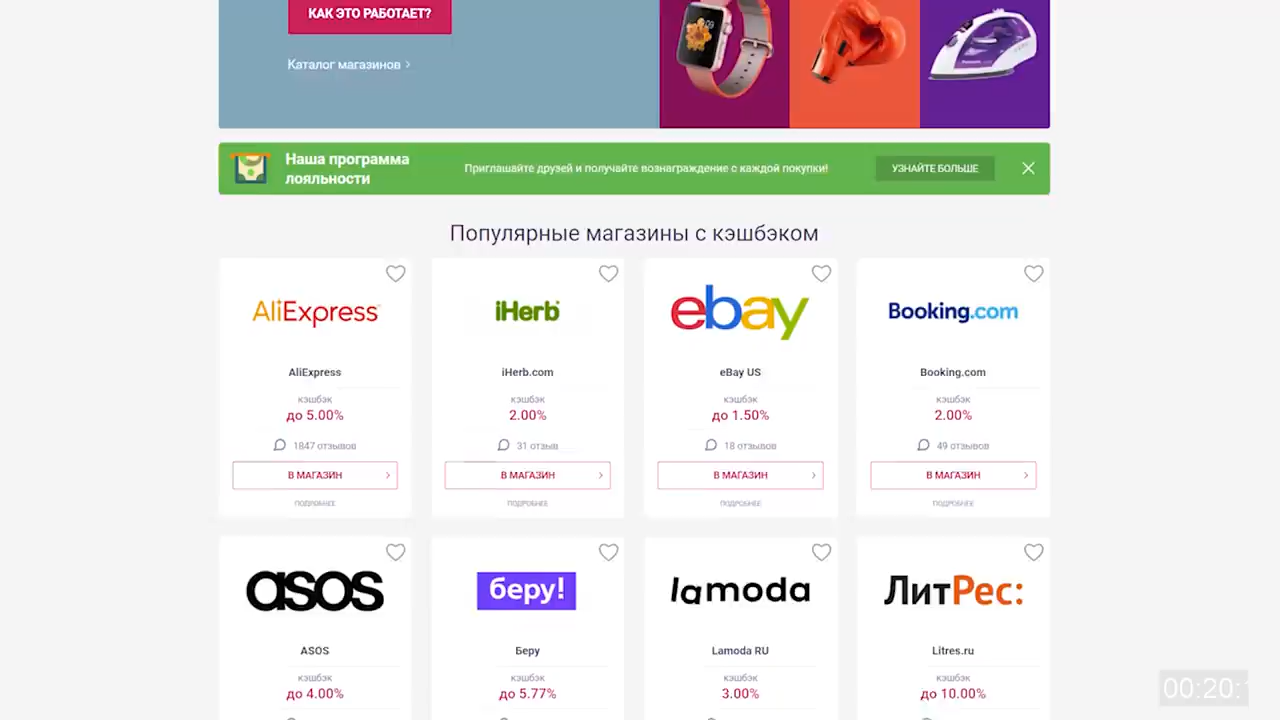 КАК ЭТО РАБОТАЕТ?
Каталог магазинов
Наша программа
лояльности
Приглашайте друзей и получайте вознаграждение с каждой покупки!
УЗНАЙТЕ БОЛЬШЕ
Популярные магазины с кэшбэком
AliExpress
iHerb
ebay
Booking.com
AliExpress
iHerb.com
eBay US
Booking.com
кэшбэк
кэшбэк
кэшбэк
кэшбэк
до 5.00%
2.00%
до 1.50%
2.00%
1847 отзывов
31 отзыв
18 отзывов
49 отзывов
В МАГАЗИН
В МАГАЗИН
В МАГАЗИН
В МАГАЗИН
ПОДРОБНЕЕ
ПОДРОБНЕЕ
ПОДРОБНЕЕ
ПОДРОБНЕЕ
asos
беру!
lamoda
ЛитРес:
ASOS
Беру
Lamoda RU
Litres.ru
кэшбэк
кэшбэк
кэшбэк
кэшбэк
до 4.00%
до 5.77%
3.00%
до 10.00%
00:20: